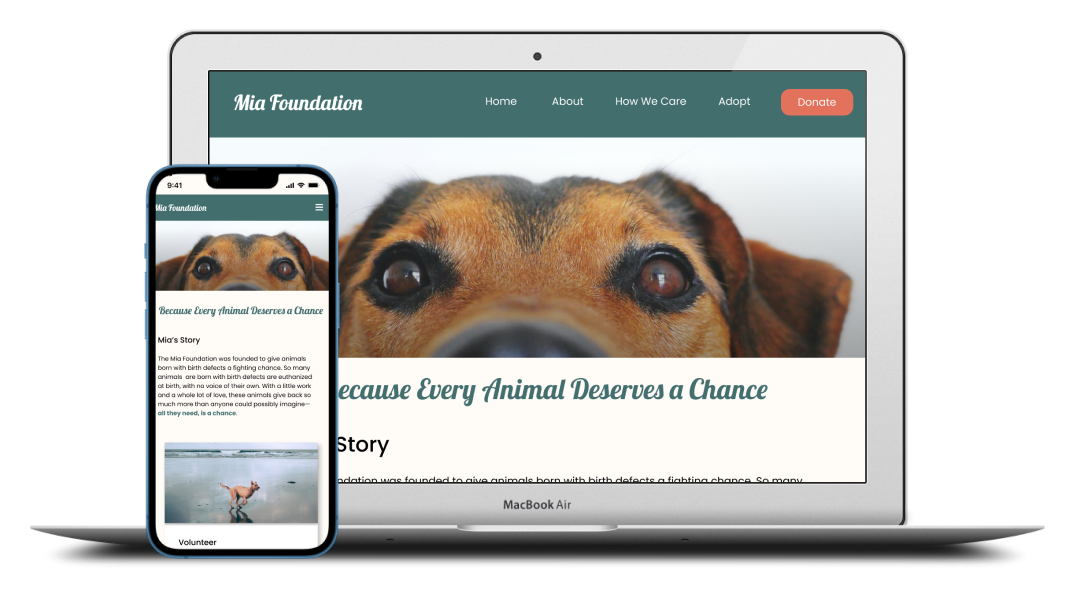 Mia Foundation
Home About How We Care Adopt Donate
ecause Every Animal Deserves a Chance
Story
ndation was founded to give animals born with birth defects a fighting chance. So many
MacBook Air
9:41
Mia Foundation
Because Every Animal Deserves a Chance
Mia's Story
The Mia Foundation was founded to give animals
born with birth defects a fighting chance. So many
animals are born with birth defects are euthanized
at birth, with no voice of their own. With a little work
and a whole lot of love, these animals give back so
much more than anyone could possibly imagine—
all they need, is a chance.
Volunteer